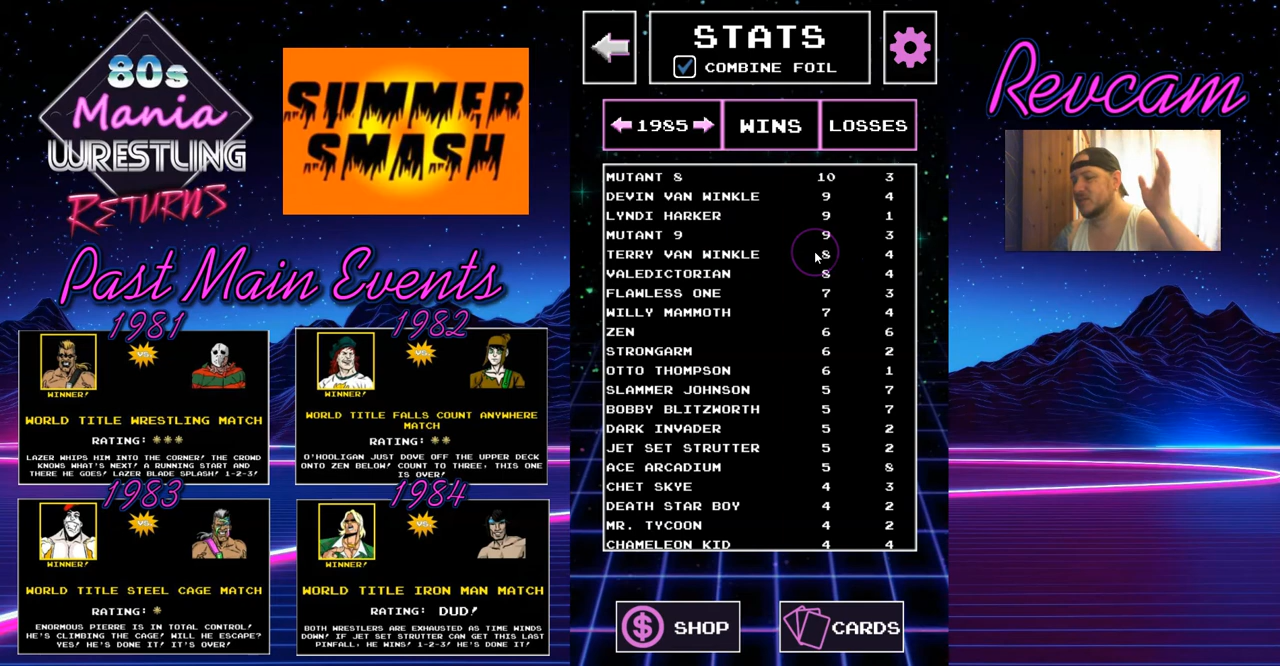 80s
Mania
WRESTLING
RETURNS
SUMMER
SMASH
Past Main Events
1981
VS
WINNER!
WORLD TITLE WRESTLING MATCH
RATING: ***
LAZER WHIPS HIM INTO THE CORNER! THE CROWD
KNOWS WHAT'S NEXT! A RUNNING START AND
THERE HE GOES! LAZER BLADE SPLASH! 1-2-3!
1982
VS
WINNER!
WORLD TITLE FALLS COUNT ANYWHERE
MATCH
RATING: **
O'HOOLIGAN JUST DOVE OFF THE UPPER DECK
ONTO ZEN BELOW! COUNT TO THREE, THIS ONE
IS OVER!
1983
VS
WINNER!
WORLD TITLE STEEL CAGE MATCH
RATING: *
ENORMOUS PIERRE IS IN TOTAL CONTROL!
HE'S CLIMBING THE CAGE! WILL HE ESCAPE?
YES! HE'S DONE IT! IT'S OVER!
1984
VS
WINNER!
WORLD TITLE IRON MAN MATCH
RATING: DUD!
BOTH WRESTLERS ARE EXHAUSTED AS TIME WINDS
DOWN! IF JET SET STRUTTER CAN GET THIS LAST
PINFALL, HE WINS! 1-2-3! HE'S DONE IT!
STATS
COMBINE FOIL
1985 WINS LOSSES
MUTANT 8 10 3
DEVIN VAN WINKLE 9 4
LYNDI HARKER 9 1
MUTANT 9 9 3
TERRY VAN WINKLE 8 4
VALEDICTORIAN 8 4
FLAWLESS ONE 7 3
WILLY MAMMOTH 7 4
ZEN 6 6
STRONGARM 6 2
OTTO THOMPSON 6 1
SLAMMER JOHNSON 5 7
BOBBY BLITZWORTH 5 7
DARK INVADER 5 2
JET SET STRUTTER 5 2
ACE ARCADIUM 5 8
CHET SKYE 4 3
DEATH STAR BOY 4 2
MR. TYCOON 4 2
CHAMELEON KID 4 4
$ SHOP
CARDS
Revcam